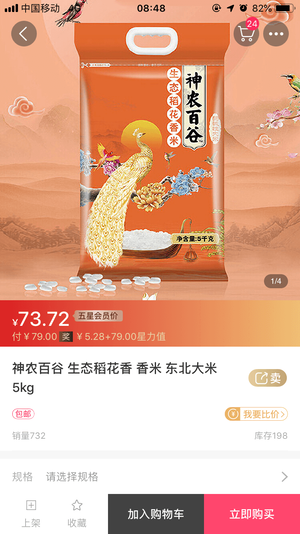 中国移动 4G 08:48 82%
24
神农百谷
生态稻花香米
净含量:5千克
1/4
¥73.72 五星会员价
付¥79.00 奖 ¥5.28+79.00星力值
神农百谷 生态稻花香 香米 东北大米
5kg
卖
包邮
我要比价>
销量732
库存198
规格 请选择规格
上架
收藏
加入购物车
立即购买